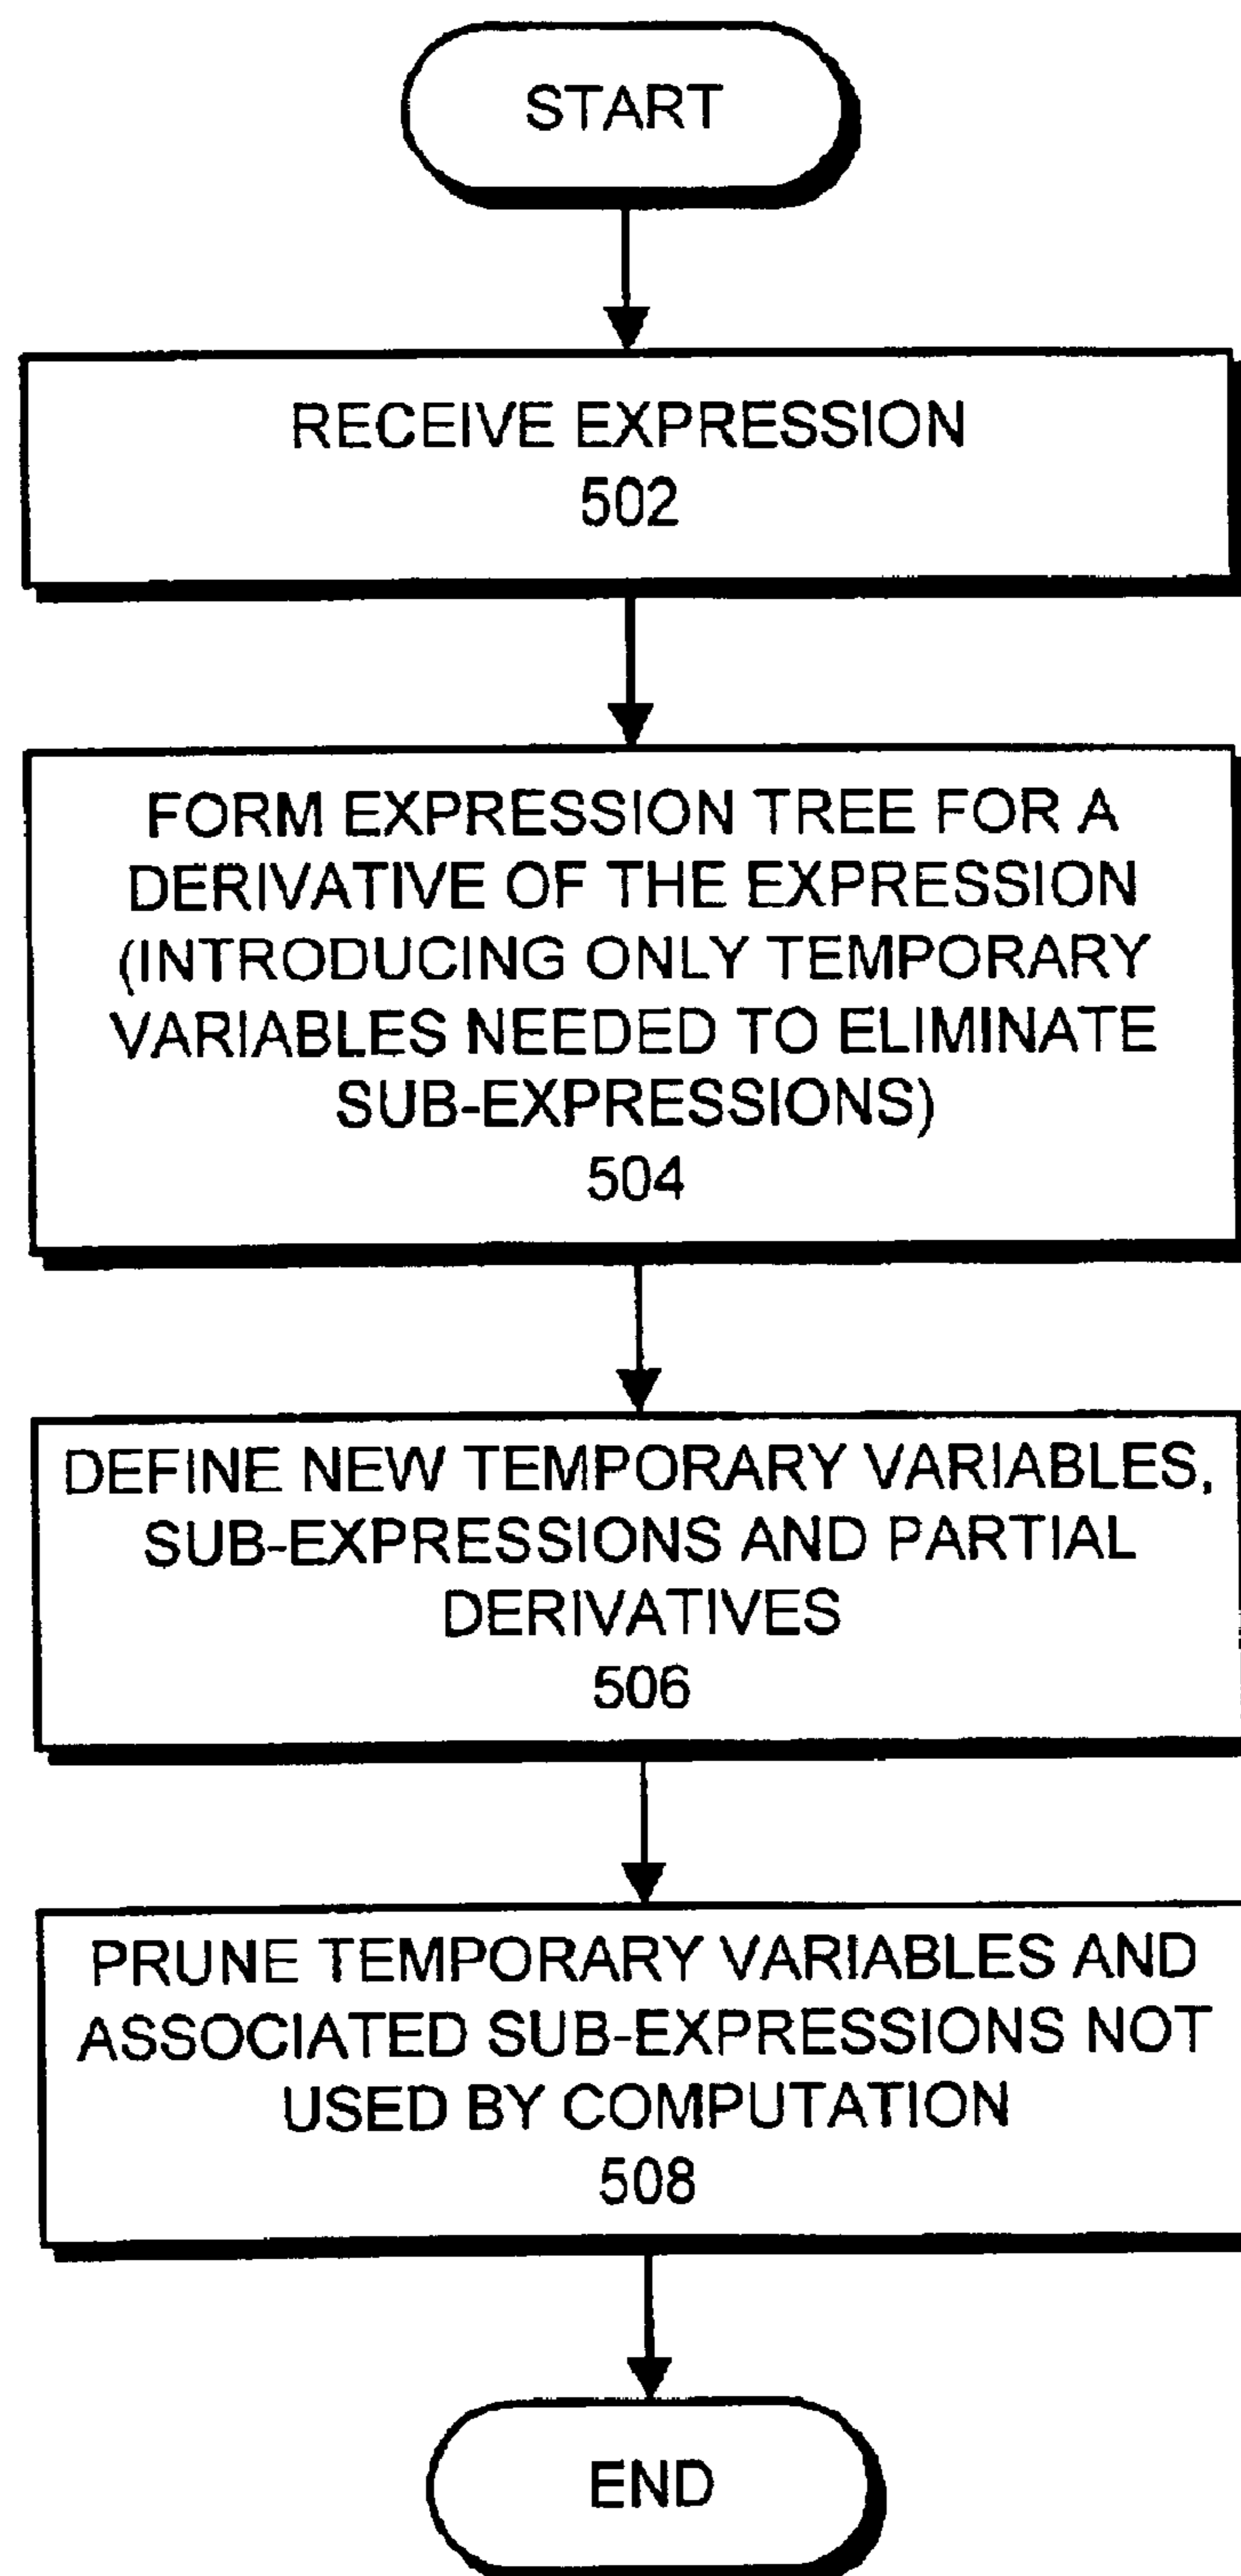 START
RECEIVE EXPRESSION
502
FORM EXPRESSION TREE FOR A
DERIVATIVE OF THE EXPRESSION
(INTRODUCING ONLY TEMPORARY
VARIABLES NEEDED TO ELIMINATE
SUB-EXPRESSIONS)
504
DEFINE NEW TEMPORARY VARIABLES,
SUB-EXPRESSIONS AND PARTIAL
DERIVATIVES
506
PRUNE TEMPORARY VARIABLES AND
ASSOCIATED SUB-EXPRESSIONS NOT
USED BY COMPUTATION
508
END